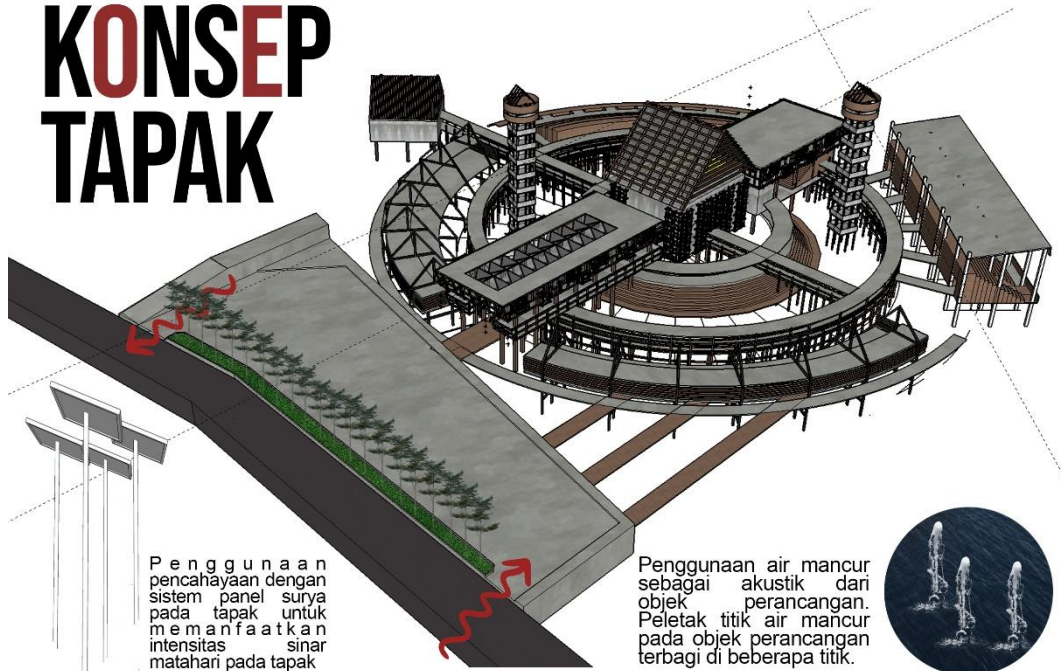 KONSEP
TAPAK
Penggunaan
pencahayaan dengan
sistem panel surya
pada tapak untuk
memanfaatkan
intensitas sinar
matahari pada tapak
Penggunaan air mancur
sebagai akustik dari
objek perancangan.
Peletak titik air mancur
pada objek perancangan
terbagi di beberapa titik.